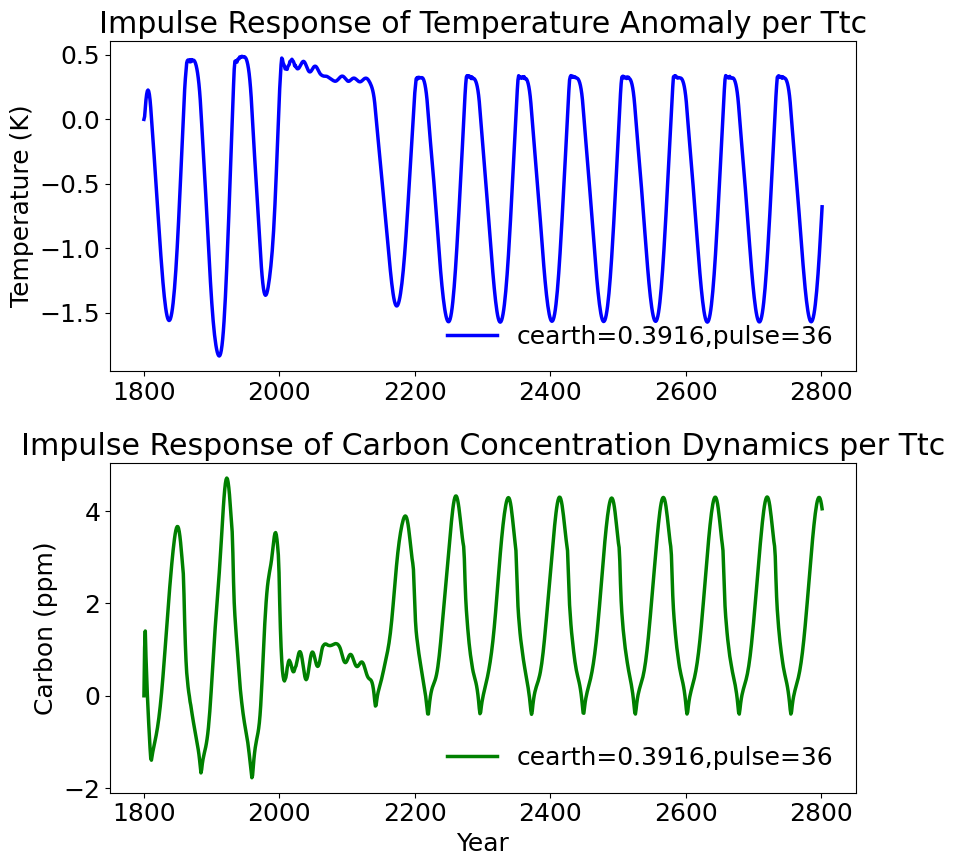 Impulse Response of Temperature Anomaly per Ttc
0.5
0.0
−0.5
−1.0
−1.5
Temperature (K)
cearth=0.3916,pulse=36
1800 2000 2200 2400 2600 2800
Impulse Response of Carbon Concentration Dynamics per Ttc
4
2
0
−2
Carbon (ppm)
cearth=0.3916,pulse=36
1800 2000 2200 2400 2600 2800
Year